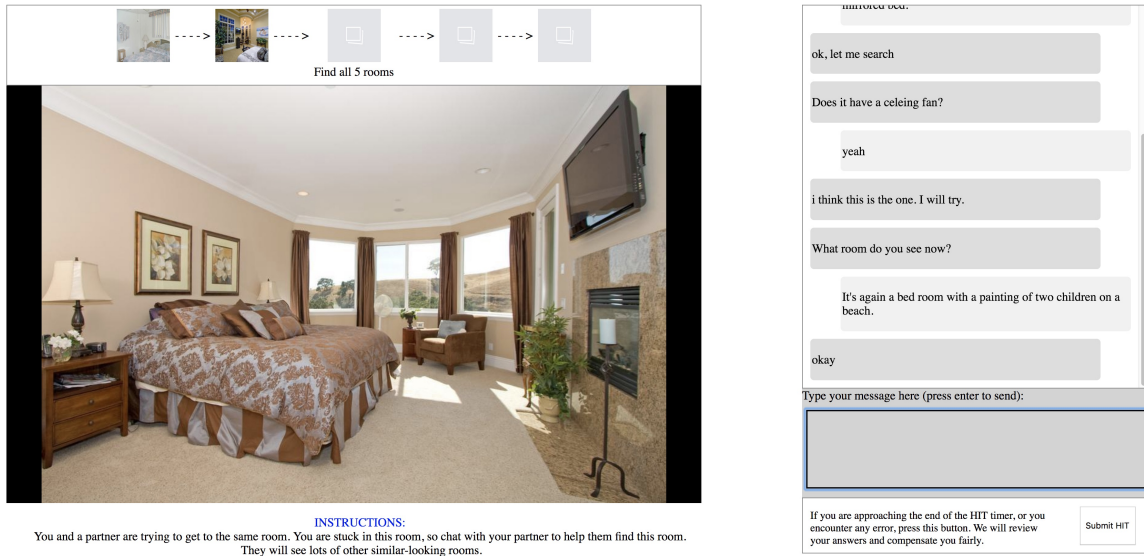 ----> ----> ----> ---->
Find all 5 rooms
INSTRUCTIONS:
You and a partner are trying to get to the same room. You are stuck in this room, so chat with your partner to help them find this room.
They will see lots of other similar-looking rooms.
mirrored bed.
ok, let me search
Does it have a celeing fan?
yeah
i think this is the one. I will try.
What room do you see now?
It's again a bed room with a painting of two children on a
beach.
okay
Type your message here (press enter to send):
If you are approaching the end of the HIT timer, or you
encounter any error, press this button. We will review
your answers and compensate you fairly.
Submit HIT